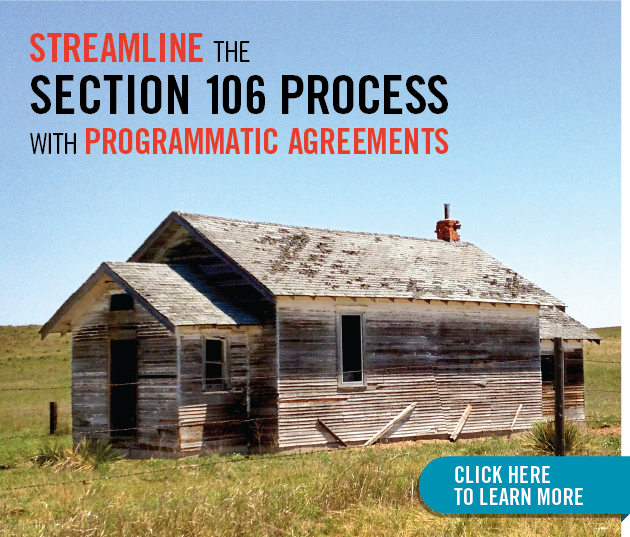 STREAMLINE THE
SECTION 106 PROCESS
WITH PROGRAMMATIC AGREEMENTS
CLICK HERE
TO LEARN MORE